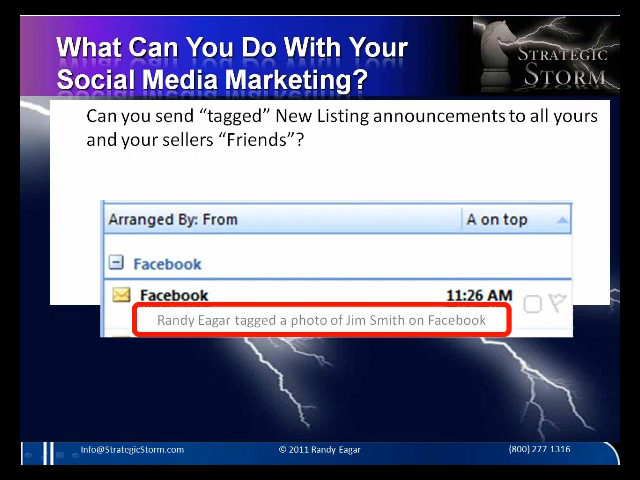 What Can You Do With Your
Social Media Marketing?
STRATEGIC
STORM
Can you send “tagged” New Listing announcements to all yours
and your sellers “Friends”?
Arranged By: From A on top
Facebook
Facebook 11:26 AM
Randy Eagar tagged a photo of Jim Smith on Facebook
Info@StrategicStorm.com © 2011 Randy Eagar (800) 277 1316